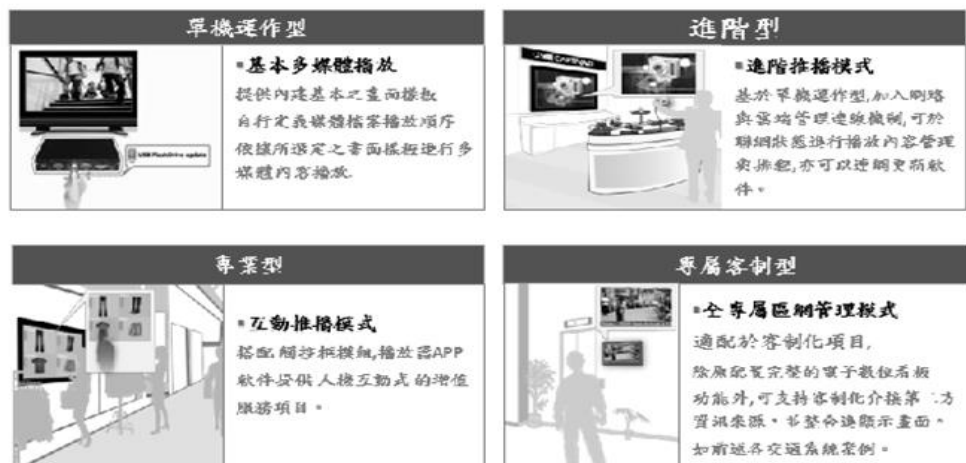 單機運作型
▪基本多媒體播放
提供內建基本之畫面樣板
自行定義媒體檔案播放順序
依據所選定之畫面樣板進行多
媒體內容播放.
USB Flash Drive update
進階型
▪進階推播模式
基於單機運作型,加入網路
與雲端管理連線機制,可於
聯網狀態進行播放內容管理
與排程,亦可以連網更新軟
件。
專業型
▪互動推播模式
搭配觸控框模組,播放器APP
軟件提供人機互動式的增值
服務項目。
專屬客制型
▪全專屬區網管理模式
適配於客制化項目,
除原配置完整的電子數位看板
功能外,可支持客制化介接第 方
資訊來源。並整合進顯示畫面。
如前述各交通系統案例。